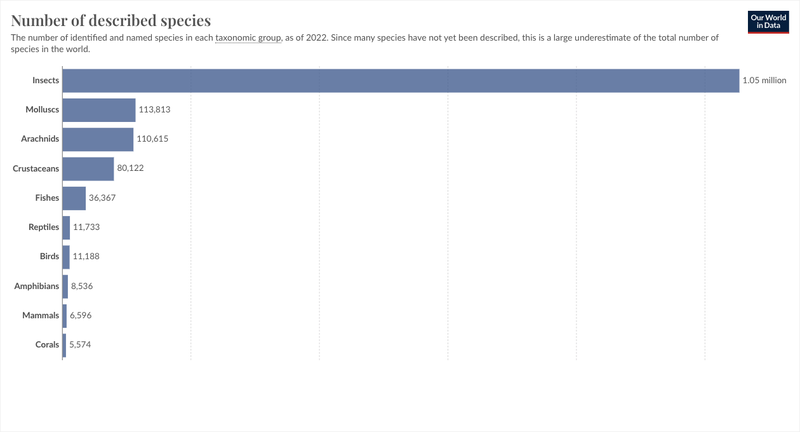 Number of described species
Our World
in Data
The number of identified and named species in each taxonomic group, as of 2022. Since many species have not yet been described, this is a large underestimate of the total number of
species in the world.
Insects 1.05 million
Molluscs 113,813
Arachnids 110,615
Crustaceans 80,122
Fishes 36,367
Reptiles 11,733
Birds 11,188
Amphibians 8,536
Mammals 6,596
Corals 5,574